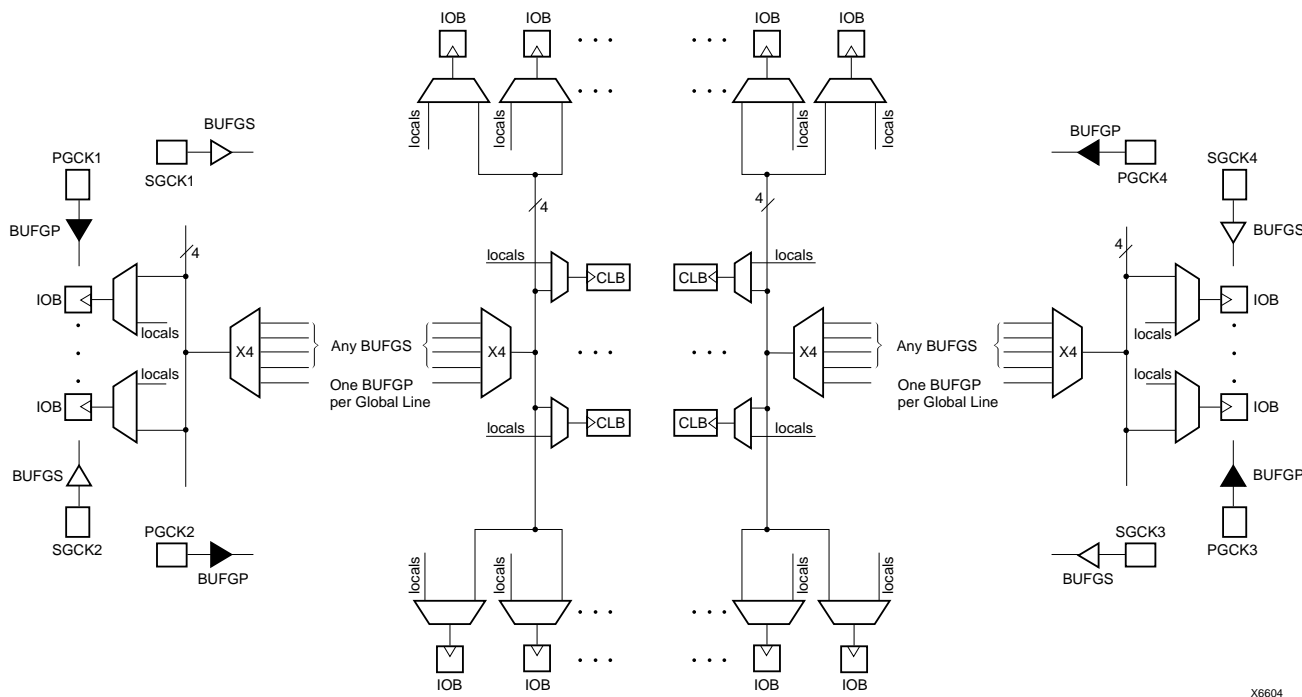 IOB IOB IOB IOB
locals locals locals locals
BUFGS
PGCK1
SGCK1
BUFGP
PGCK4
SGCK4
BUFGP
BUFGS
4 4 4 4
locals CLB CLB locals
IOB locals locals IOB
X4 Any BUFGS X4 X4 Any BUFGS X4
One BUFGP
per Global Line
One BUFGP
per Global Line
IOB locals locals IOB
locals CLB CLB locals
BUFGS
SGCK2
PGCK2
BUFGP
SGCK3
BUFGS
BUFGP
PGCK3
locals locals locals locals
IOB IOB IOB IOB
X6604